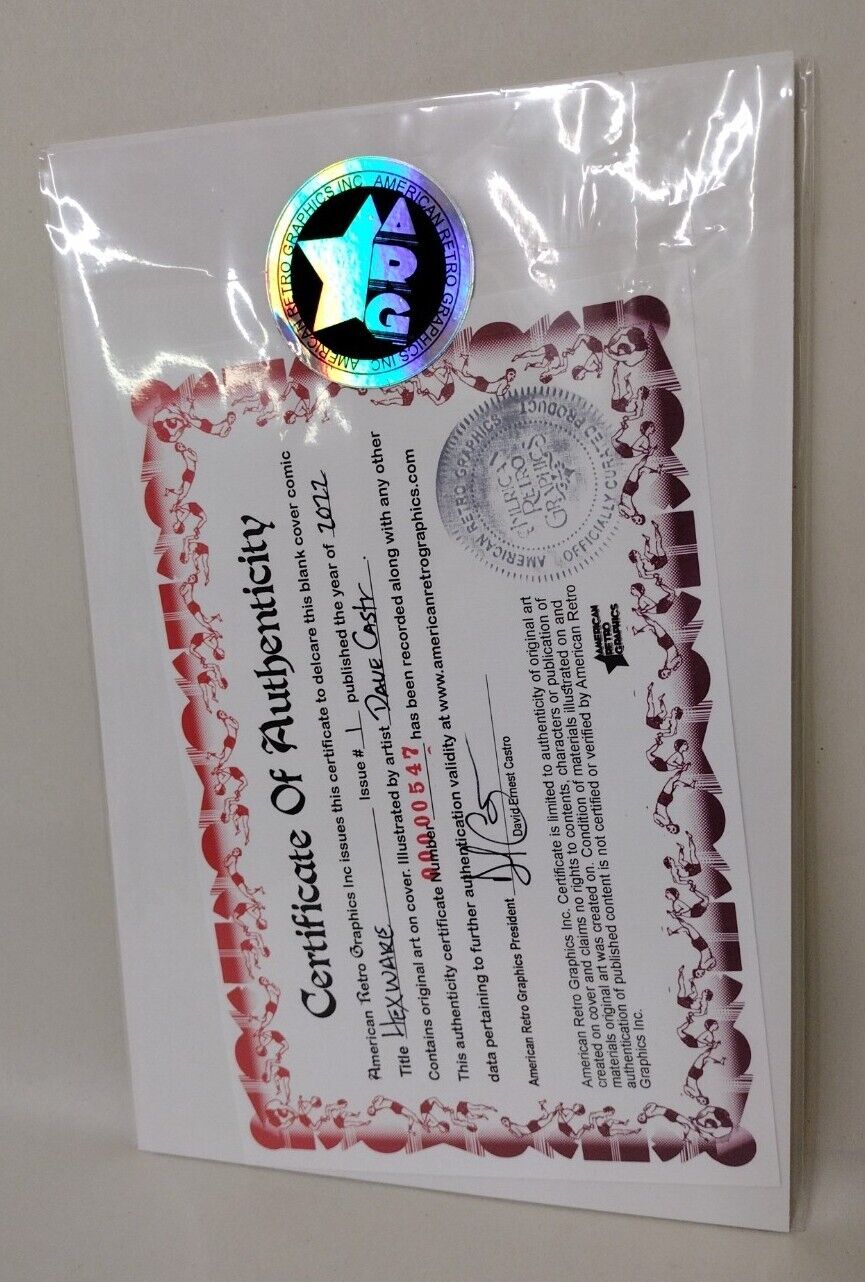 AMERICAN RETRO GRAPHICS INC AMERICAN RETRO GRAPHICS INC
ARG
Certificate Of Authenticity
American Retro Graphics Inc issues this certificate to delcare this blank cover comic
Title HEXWARE Issue # 1 published the year of 2022
Contains original art on cover. Illustrated by artist DAVE CASTR.
This authenticity certificate Number 00000547 has been recorded along with any other
data pertaining to further authentication validity at www.americanretrographics.com
American Retro Graphics President
David Ernest Castro
AMERICAN RETRO GRAPHICS
OFFICIALLY CURATED PRODUCT
AMERICAN RETRO GRAPHICS
American Retro Graphics Inc. Certificate is limited to authenticity of original art
created on cover and claims no rights to contents, characters or publication of
materials original art was created on. Condition of materials illustrated on and
authentication of published content is not certified or verified by American Retro
Graphics Inc.
AMERICAN
RETRO
GRAPHICS